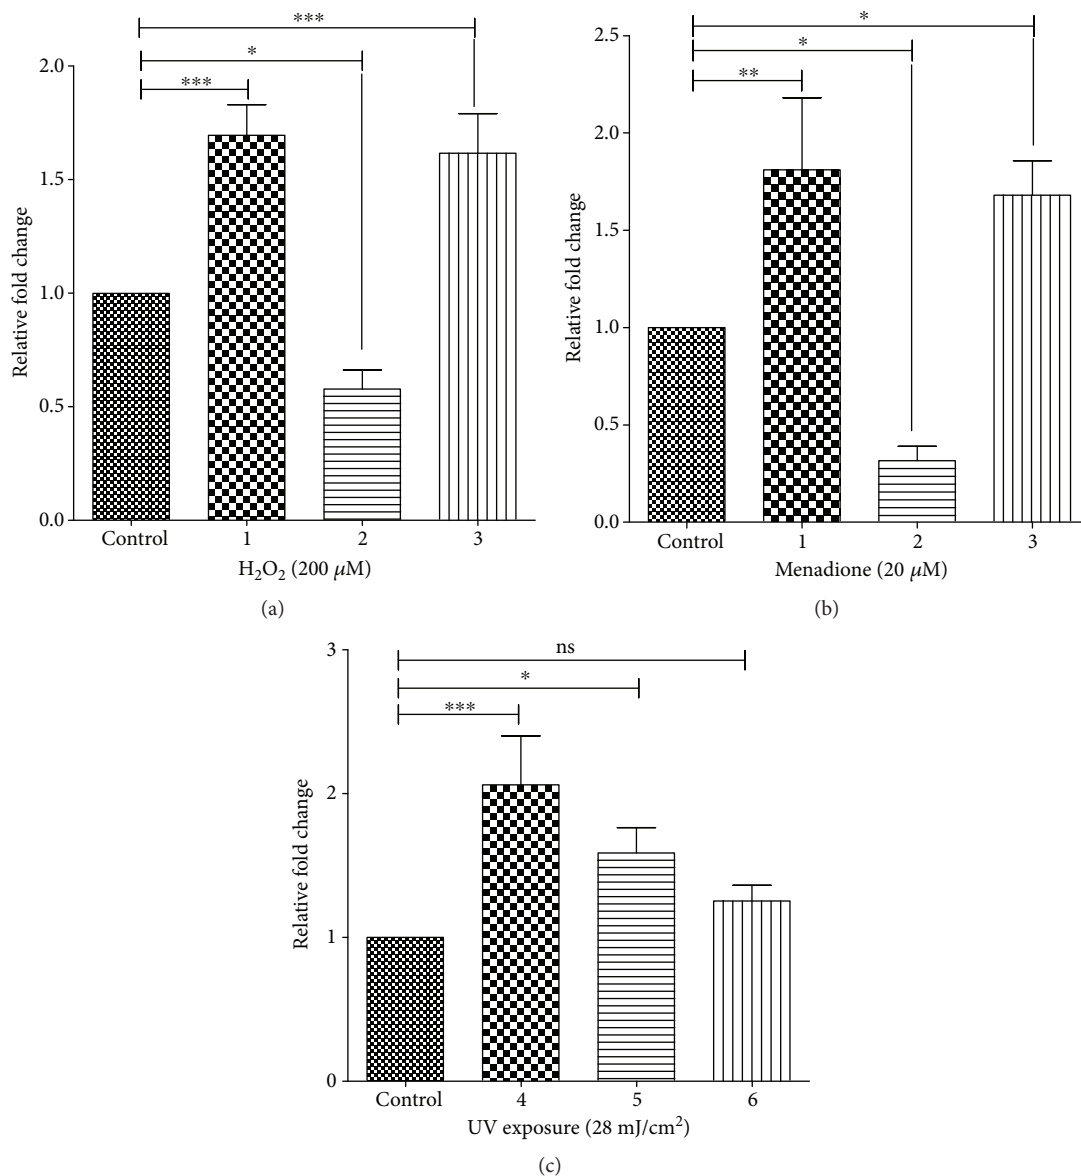 ***
*
***
2.0
1.5
1.0
0.5
0.0
Relative fold change
Control 1 2 3
H₂O₂ (200 μM)
(a)
*
*
**
2.5
2.0
1.5
1.0
0.5
0.0
Relative fold change
Control 1 2 3
Menadione (20 μM)
(b)
ns
*
***
3
2
1
0
Relative fold change
Control 4 5 6
UV exposure (28 mJ/cm²)
(c)